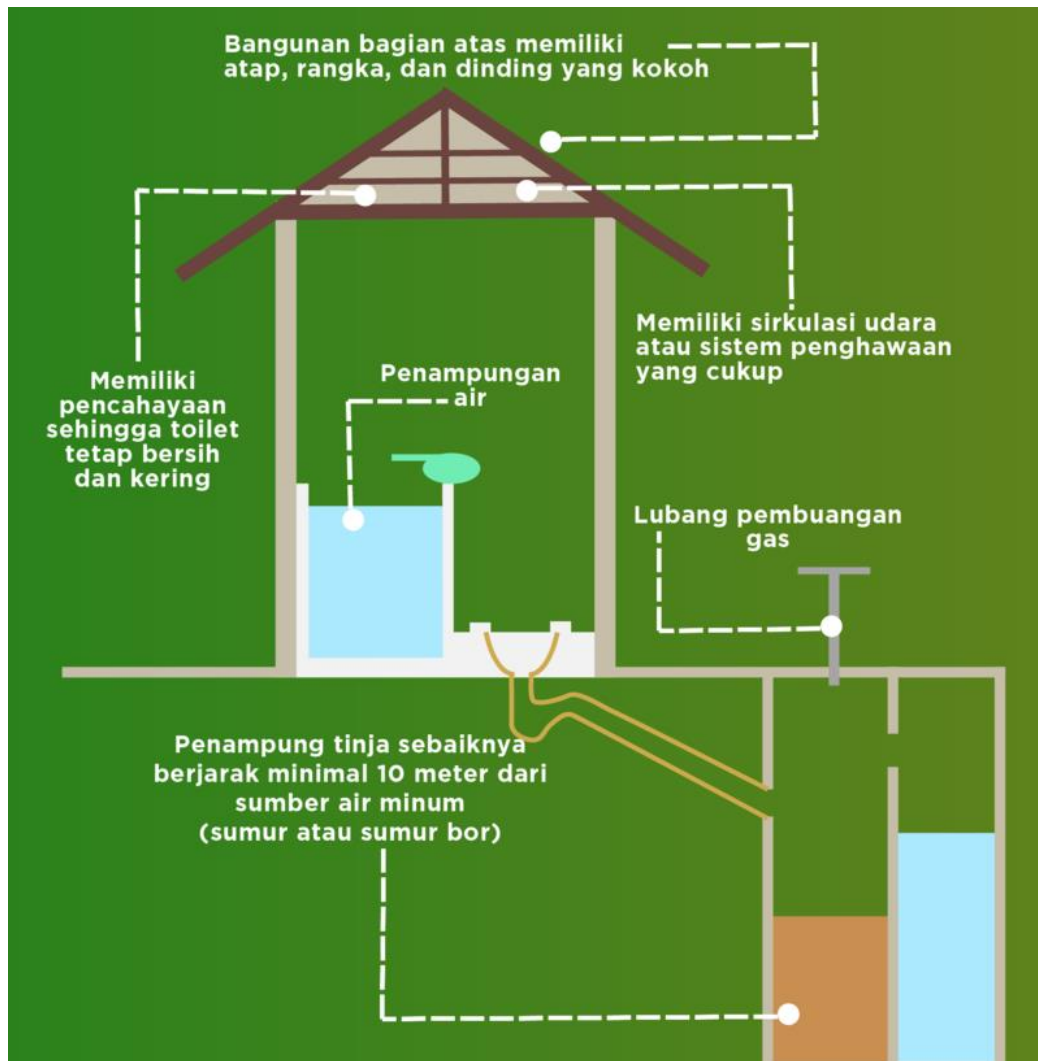 Bangunan bagian atas memiliki
atap, rangka, dan dinding yang kokoh
Memiliki sirkulasi udara
atau sistem penghawaan
yang cukup
Memiliki
pencahayaan
sehingga toilet
tetap bersih
dan kering
Penampungan
air
Lubang pembuangan
gas
Penampung tinja sebaiknya
berjarak minimal 10 meter dari
sumber air minum
(sumur atau sumur bor)